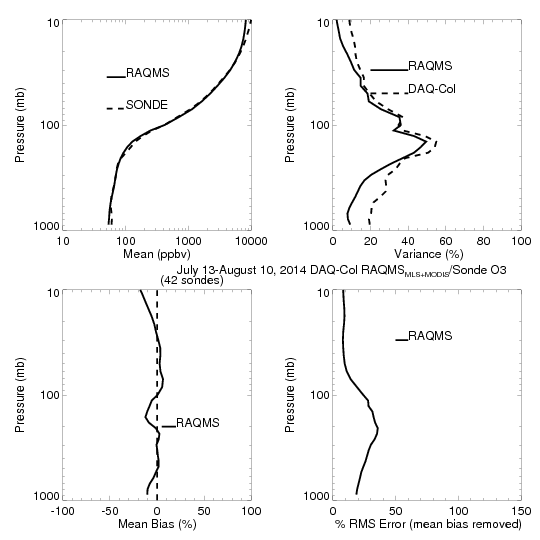 10
100
1000
Pressure (mb)
RAQMS
SONDE
10 100 1000 10000
Mean (ppbv)
10
100
1000
Pressure (mb)
RAQMS
DAQ-Col
0 20 40 60 80 100
Variance (%)
July 13-August 10, 2014 DAQ-Col RAQMS MLS+MODIS/Sonde O3
(42 sondes)
10
100
1000
Pressure (mb)
RAQMS
-100 -50 0 50 100
Mean Bias (%)
10
100
1000
Pressure (mb)
RAQMS
0 50 100 150
% RMS Error (mean bias removed)